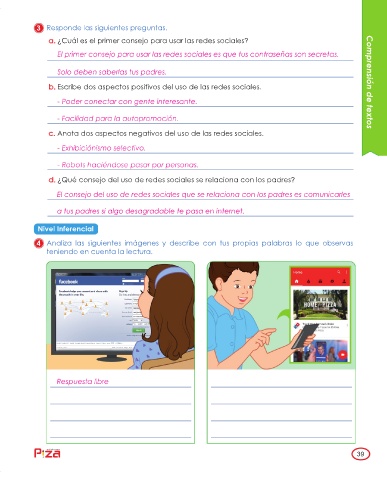 3 Responde las siguientes preguntas.
a. ¿Cuál es el primer consejo para usar las redes sociales?
El primer consejo para usar las redes sociales es que tus contraseñas son secretas.
Solo deben saberlas tus padres.
b. Escribe dos aspectos positivos del uso de las redes sociales.
- Poder conectar con gente interesante.
- Facilidad para la autopromoción.
c. Anota dos aspectos negativos del uso de las redes sociales.
- Exhibicionismo selectivo.
- Robots haciéndose pasar por personas.
d. ¿Qué consejo del uso de redes sociales se relaciona con los padres?
El consejo del uso de redes sociales que se relaciona con los padres es comunicarles
a tus padres si algo desagradable te pasa en internet.
Comprensión de textos
Nivel Inferencial
4 Analiza las siguientes imágenes y describe con tus propias palabras lo que observas
teniendo en cuenta la lectura.
facebook
HOME PIZZA
Respuesta libre
Piza
39